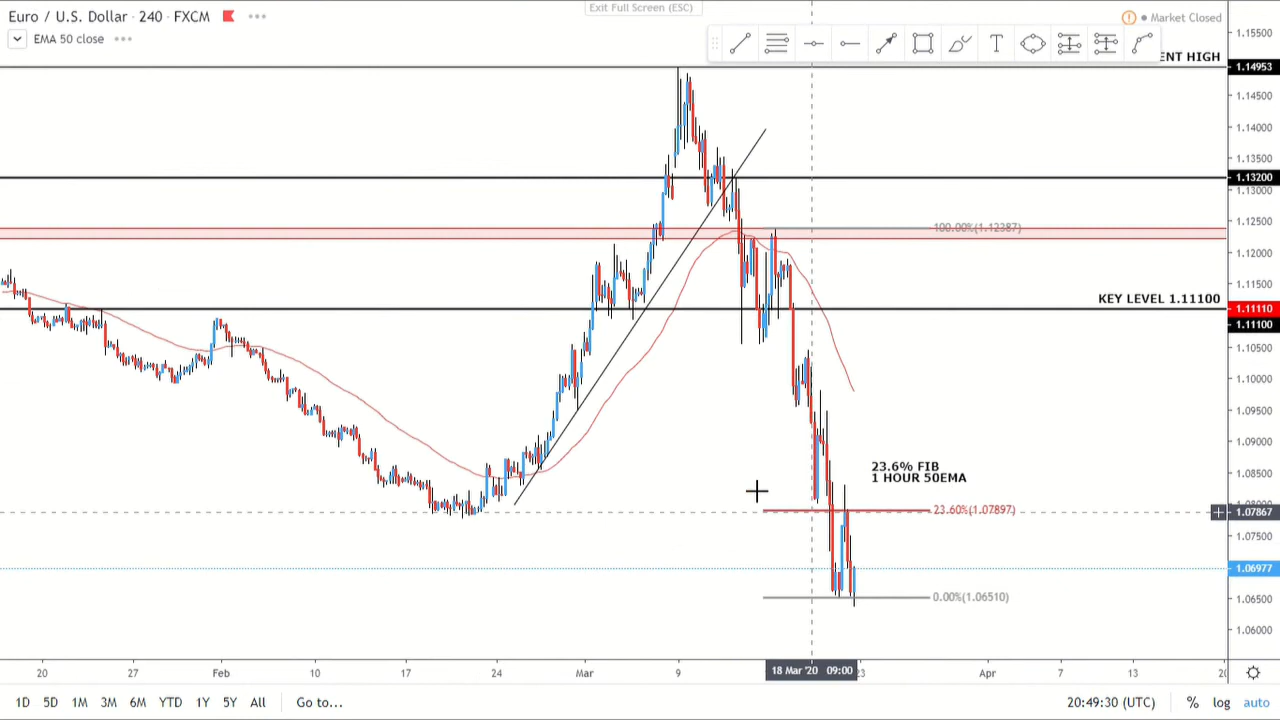 Exit Full Screen (ESC)
Euro / U.S. Dollar · 240 · FXCM
Market Closed
EMA 50 close
ENT HIGH
1.15500
1.14953
1.14500
1.14000
1.13500
1.13200
1.13000
1.12500
100.00%(1.12387)
1.12000
1.11500
KEY LEVEL 1.11100
1.11110
1.11100
1.10500
1.10000
1.09500
1.09000
23.6% FIB
1 HOUR 50EMA
1.08500
1.08000
23.60%(1.07897)
1.07867
1.07500
1.06977
0.00%(1.06510)
1.06500
1.06000
20 27 Feb 10 17 24 Mar 9 18 Mar '20 09:00 23 Apr 7 13 20
1D 5D 1M 3M 6M YTD 1Y 5Y All Go to... 20:49:30 (UTC) % log auto